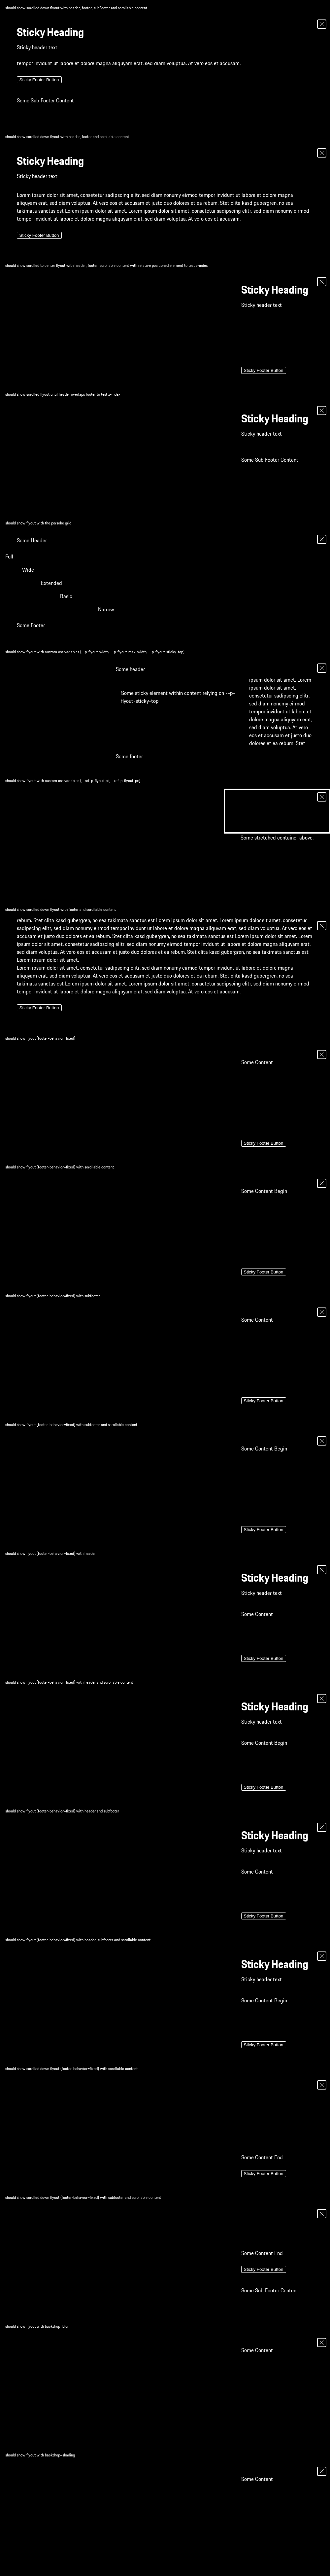 should show scrolled down flyout with header, footer, subFooter and scrollable content
Sticky Heading
Sticky header text
tempor invidunt ut labore et dolore magna aliquyam erat, sed diam voluptua. At vero eos et accusam.
Sticky Footer Button
Some Sub Footer Content
should show scrolled down flyout with header, footer and scrollable content
Sticky Heading
Sticky header text
Lorem ipsum dolor sit amet, consetetur sadipscing elitr, sed diam nonumy eirmod tempor invidunt ut labore et dolore magna
aliquyam erat, sed diam voluptua. At vero eos et accusam et justo duo dolores et ea rebum. Stet clita kasd gubergren, no sea
takimata sanctus est Lorem ipsum dolor sit amet. Lorem ipsum dolor sit amet, consetetur sadipscing elitr, sed diam nonumy eirmod
tempor invidunt ut labore et dolore magna aliquyam erat, sed diam voluptua. At vero eos et accusam.
Sticky Footer Button
should show scrolled to center flyout with header, footer, scrollable content with relative positioned element to test z-index
Sticky Heading
Sticky header text
Sticky Footer Button
should show scrolled flyout until header overlaps footer to test z-index
Sticky Heading
Sticky header text
Some Sub Footer Content
should show flyout with the porsche grid
Some Header
Full
Wide
Extended
Basic
Narrow
Some Footer
should show flyout with custom css-variables (--p-flyout-width, --p-flyout-max-width, --p-flyout-sticky-top)
Some header
ipsum dolor sit amet. Lorem
ipsum dolor sit amet,
consetetur sadipscing elitr,
sed diam nonumy eirmod
tempor invidunt ut labore et
dolore magna aliquyam erat,
sed diam voluptua. At vero
eos et accusam et justo duo
dolores et ea rebum. Stet
Some sticky element within content relying on --p-
flyout-sticky-top
Some footer
should show flyout with custom css-variables (--ref-p-flyout-pt, --ref-p-flyout-px)
Some stretched container above.
should show scrolled down flyout with footer and scrollable content
rebum. Stet clita kasd gubergren, no sea takimata sanctus est Lorem ipsum dolor sit amet. Lorem ipsum dolor sit amet, consetetur
sadipscing elitr, sed diam nonumy eirmod tempor invidunt ut labore et dolore magna aliquyam erat, sed diam voluptua. At vero eos et
accusam et justo duo dolores et ea rebum. Stet clita kasd gubergren, no sea takimata sanctus est Lorem ipsum dolor sit amet. Lorem
ipsum dolor sit amet, consetetur sadipscing elitr, sed diam nonumy eirmod tempor invidunt ut labore et dolore magna aliquyam erat,
sed diam voluptua. At vero eos et accusam et justo duo dolores et ea rebum. Stet clita kasd gubergren, no sea takimata sanctus est
Lorem ipsum dolor sit amet.
Lorem ipsum dolor sit amet, consetetur sadipscing elitr, sed diam nonumy eirmod tempor invidunt ut labore et dolore magna
aliquyam erat, sed diam voluptua. At vero eos et accusam et justo duo dolores et ea rebum. Stet clita kasd gubergren, no sea
takimata sanctus est Lorem ipsum dolor sit amet. Lorem ipsum dolor sit amet, consetetur sadipscing elitr, sed diam nonumy eirmod
tempor invidunt ut labore et dolore magna aliquyam erat, sed diam voluptua. At vero eos et accusam.
Sticky Footer Button
should show flyout (footer-behavior=fixed)
Some Content
Sticky Footer Button
should show flyout (footer-behavior=fixed) with scrollable content
Some Content Begin
Sticky Footer Button
should show flyout (footer-behavior=fixed) with subfooter
Some Content
Sticky Footer Button
should show flyout (footer-behavior=fixed) with subfooter and scrollable content
Some Content Begin
Sticky Footer Button
should show flyout (footer-behavior=fixed) with header
Sticky Heading
Sticky header text
Some Content
Sticky Footer Button
should show flyout (footer-behavior=fixed) with header and scrollable content
Sticky Heading
Sticky header text
Some Content Begin
Sticky Footer Button
should show flyout (footer-behavior=fixed) with header and subfooter
Sticky Heading
Sticky header text
Some Content
Sticky Footer Button
should show flyout (footer-behavior=fixed) with header, subfooter and scrollable content
Sticky Heading
Sticky header text
Some Content Begin
Sticky Footer Button
should show scrolled down flyout (footer-behavior=fixed) with scrollable content
Some Content End
Sticky Footer Button
should show scrolled down flyout (footer-behavior=fixed) with subfooter and scrollable content
Some Content End
Sticky Footer Button
Some Sub Footer Content
should show flyout with backdrop=blur
Some Content
should show flyout with backdrop=shading
Some Content